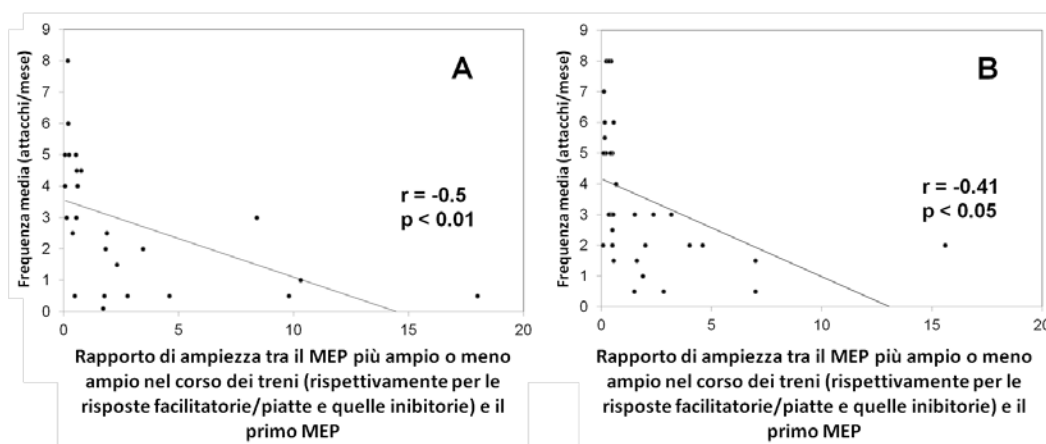 A
Frequenza media (attacchi/mese)
9
8
7
6
5
4
3
2
1
0
r = -0.5
p < 0.01
0
5
10
15
20
Rapporto di ampiezza tra il MEP più ampio o meno
ampio nel corso dei treni (rispettivamente per le
risposte facilitatorie/piatte e quelle inibitorie) e il
primo MEP
B
Frequenza media (attacchi/mese)
9
8
7
6
5
4
3
2
1
0
r = -0.41
p < 0.05
0
5
10
15
20
Rapporto di ampiezza tra il MEP più ampio o meno
ampio nel corso dei treni (rispettivamente per le
risposte facilitatorie/piatte e quelle inibitorie) e il
primo MEP